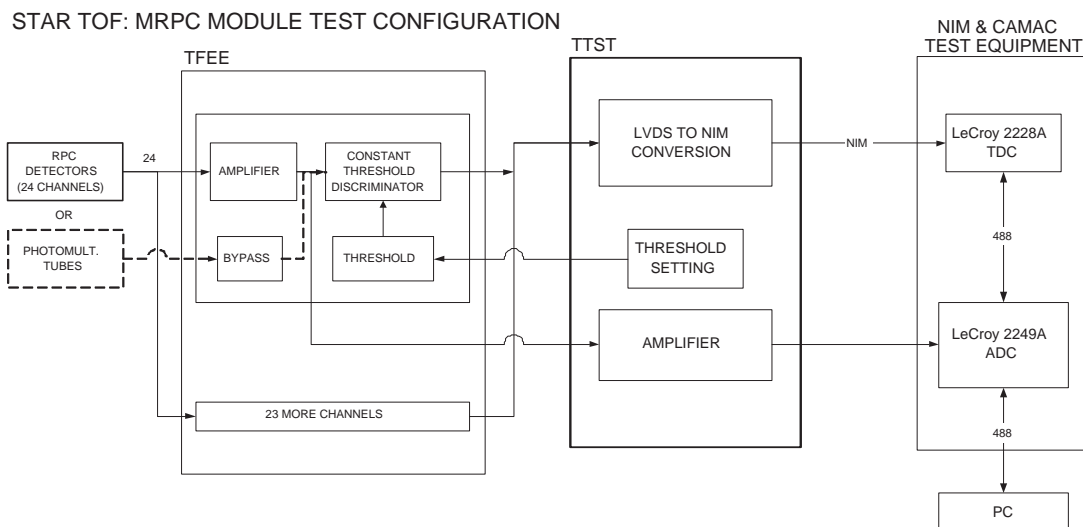 STAR TOF: MRPC MODULE TEST CONFIGURATION
NIM & CAMAC
TEST EQUIPMENT
TFEE
TTST
RPC
DETECTORS
(24 CHANNELS)
24
AMPLIFIER
CONSTANT
THRESHOLD
DISCRIMINATOR
LVDS TO NIM
CONVERSION
NIM
LeCroy 2228A
TDC
OR
PHOTOMULT.
TUBES
BYPASS
THRESHOLD
THRESHOLD
SETTING
488
AMPLIFIER
LeCroy 2249A
ADC
23 MORE CHANNELS
488
PC